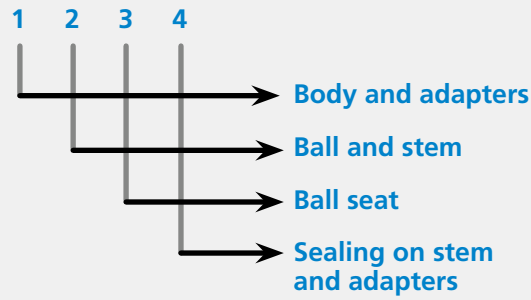 1 2 3 4
Body and adapters
Ball and stem
Ball seat
Sealing on stem
and adapters